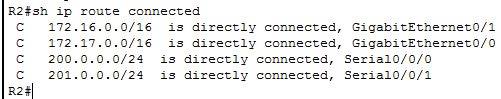 R2#sh ip route connected
C 172.16.0.0/16 is directly connected, GigabitEthernet0/1
C 172.17.0.0/16 is directly connected, GigabitEthernet0/0
C 200.0.0.0/24 is directly connected, Serial0/0/0
C 201.0.0.0/24 is directly connected, Serial0/0/1
R2#